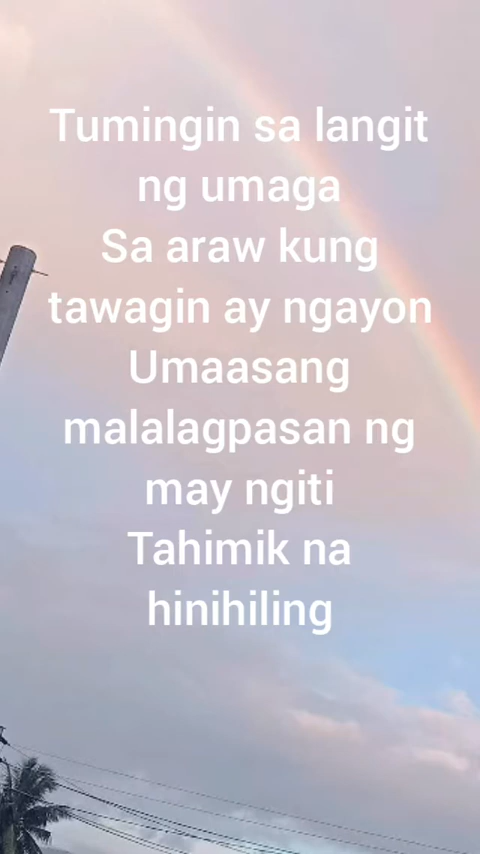 Tumingin sa langit
ng umaga
Sa araw kung
tawagin ay ngayon
Umaasang
malalagpasan ng
may ngiti
Tahimik na
hinihiling